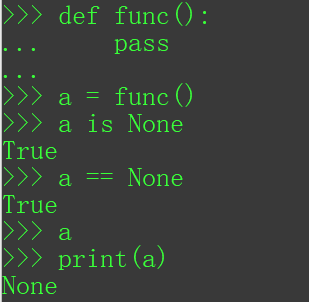 >>> def func():
...     pass
...
>>> a = func()
>>> a is None
True
>>> a == None
True
>>> a
>>> print(a)
None